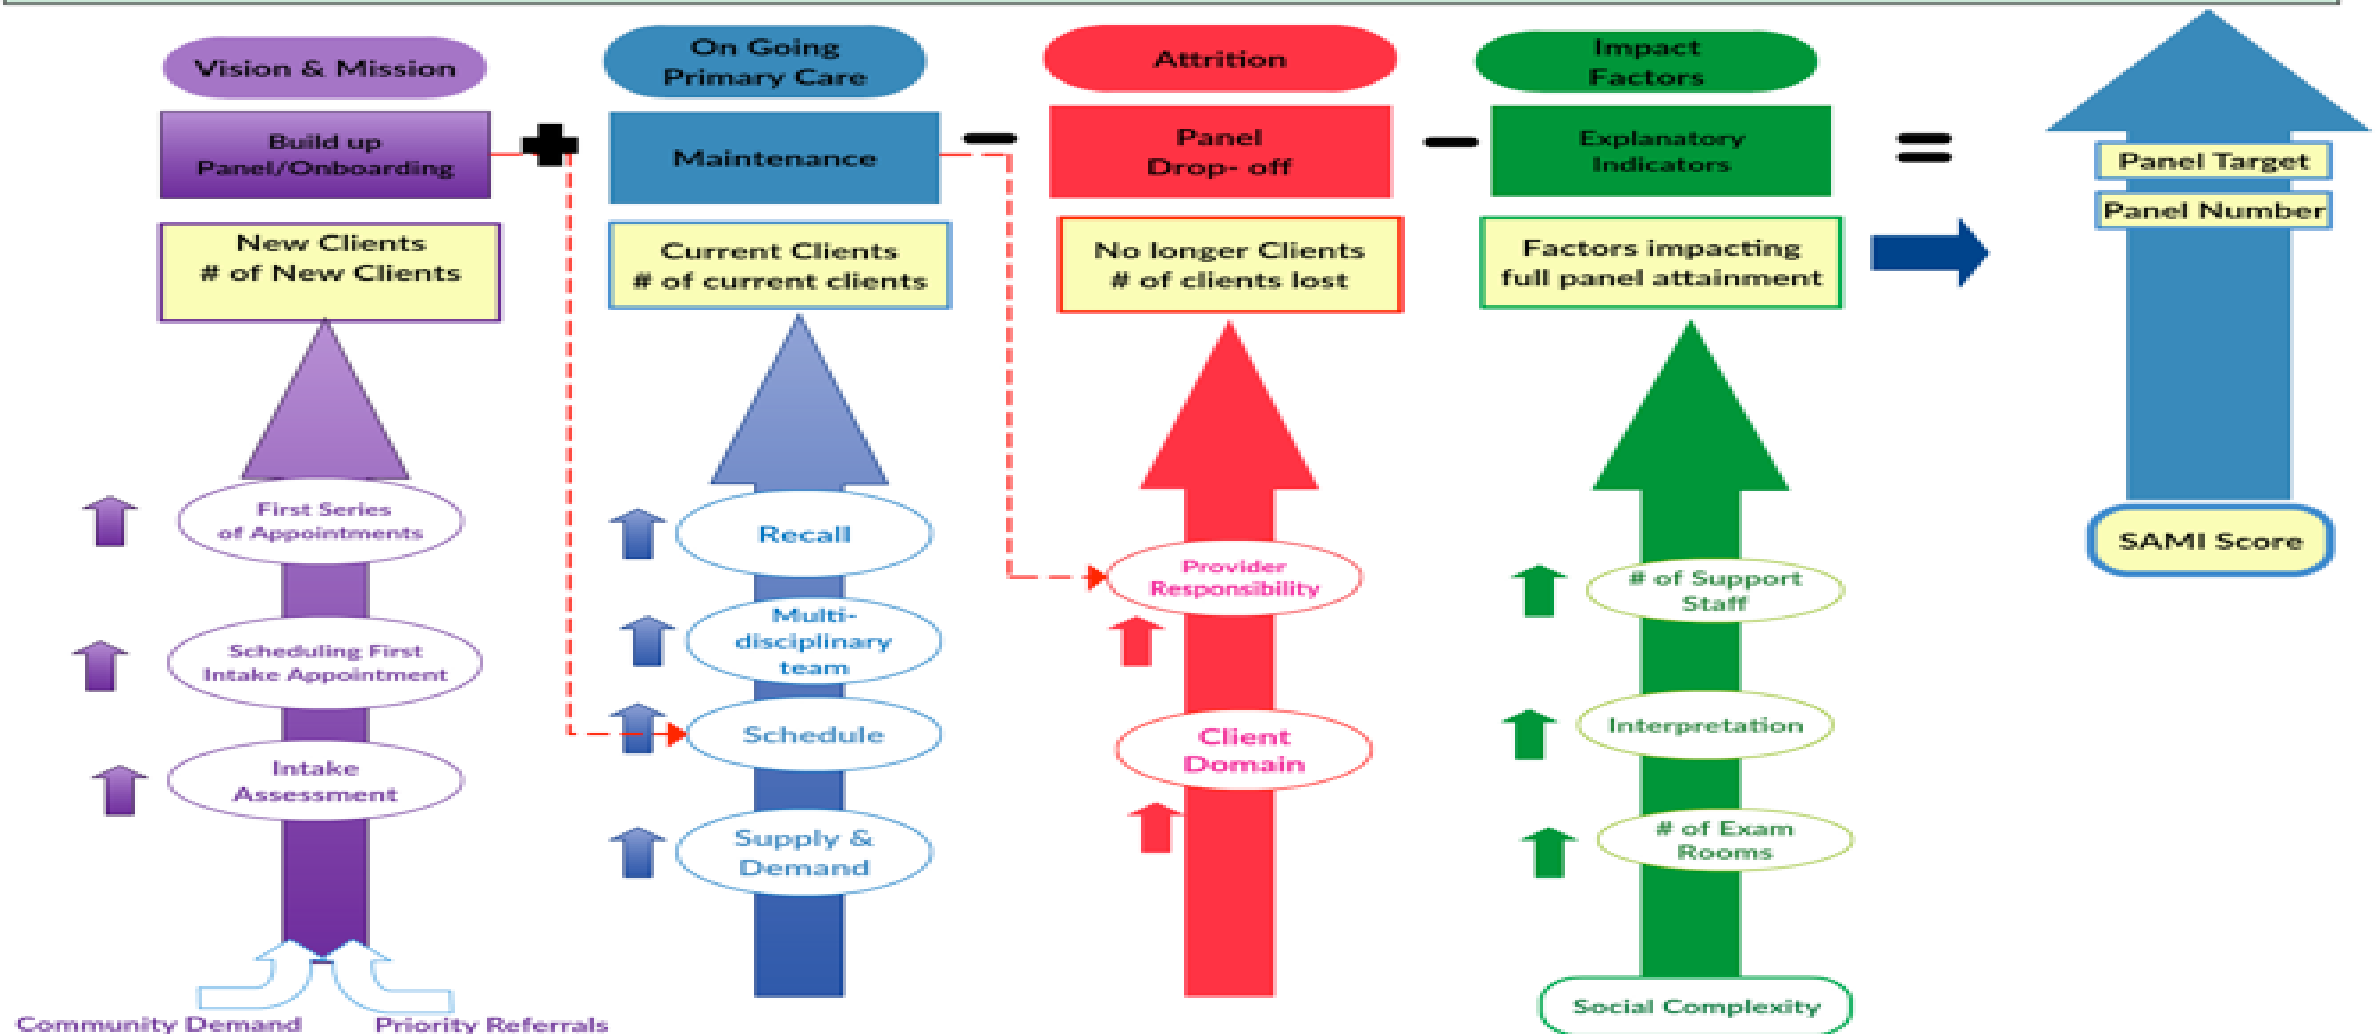 Vision & Mission
Build up
Panel/Onboarding
New Clients
# of New Clients
First Series
of Appointments
Scheduling First
Intake Appointment
Intake
Assessment
Community Demand
Priority Referrals
On Going
Primary Care
Maintenance
Current Clients
# of current clients
Recall
Multi-
disciplinary
team
Schedule
Supply &
Demand
Attrition
Panel
Drop- off
No longer Clients
# of clients lost
Provider
Responsibility
Client
Domain
Impact
Factors
Explanatory
Indicators
Factors impacting
full panel attainment
# of Support
Staff
Interpretation
# of Exam
Rooms
Social Complexity
Panel Target
Panel Number
SAMI Score